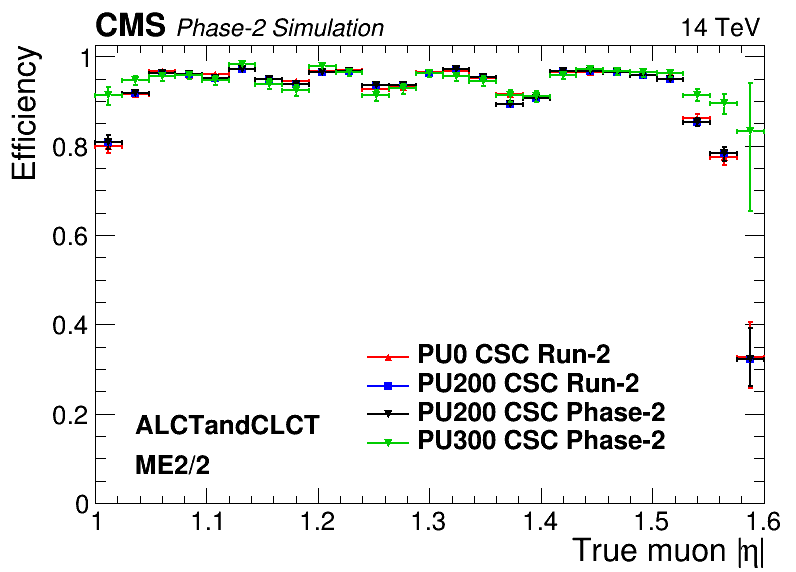 CMS Phase-2 Simulation 14 TeV
Efficiency
1
0.8
0.6
0.4
0.2
0
PU0 CSC Run-2
PU200 CSC Run-2
PU200 CSC Phase-2
PU300 CSC Phase-2
ALCTandCLCT
ME2/2
1 1.1 1.2 1.3 1.4 1.5 1.6
True muon |η|